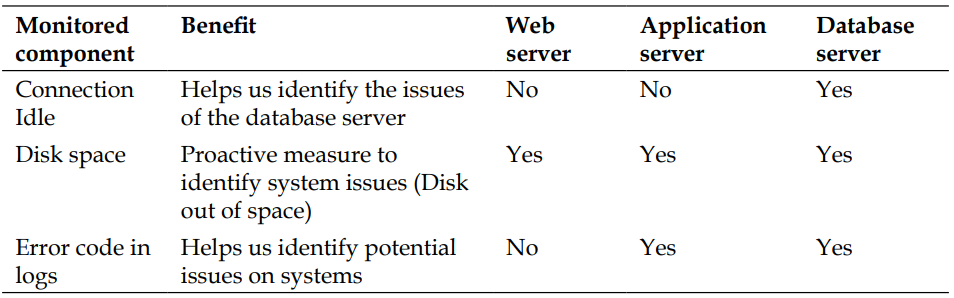 Monitored component Benefit Web server Application server Database server
Connection Idle Helps us identify the issues of the database server No No Yes
Disk space Proactive measure to identify system issues (Disk out of space) Yes Yes Yes
Error code in logs Helps us identify potential issues on systems No Yes Yes